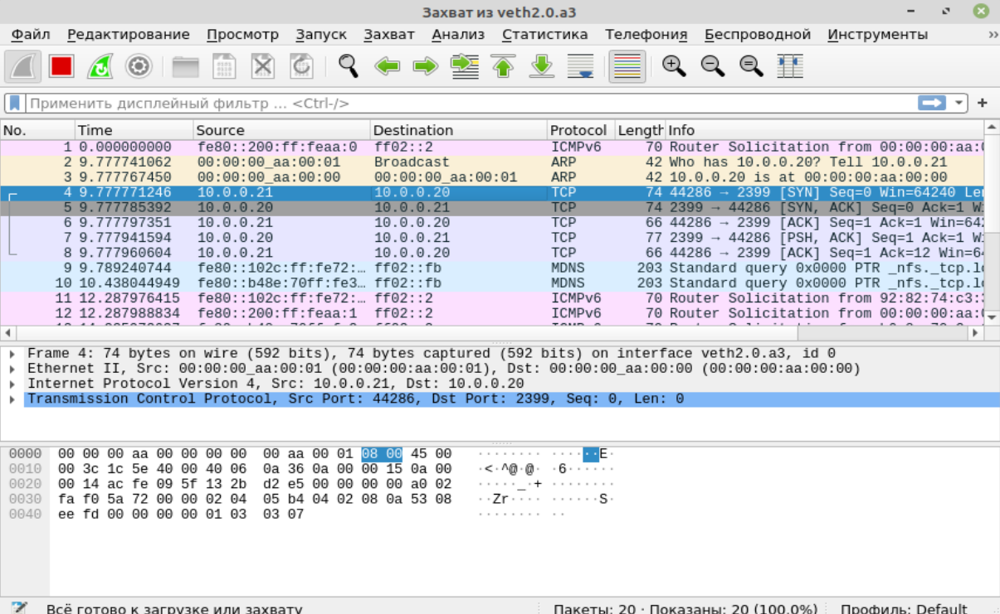 Захват из veth2.0.a3
Файл Редактирование Просмотр Запуск Захват Анализ Статистика Телефония Беспроводной Инструменты »
Применить дисплейный фильтр ... <Ctrl-/>
No. Time Source Destination Protocol Length Info
1 0.000000000 fe80::200:ff:feaa:0 ff02::2 ICMPv6 70 Router Solicitation from 00:00:00:aa:0
2 9.777741062 00:00:00_aa:00:01 Broadcast ARP 42 Who has 10.0.0.20? Tell 10.0.0.21
3 9.777767450 00:00:00_aa:00:00 00:00:00_aa:00:01 ARP 42 10.0.0.20 is at 00:00:00:aa:00:00
4 9.777771246 10.0.0.21 10.0.0.20 TCP 74 44286 → 2399 [SYN] Seq=0 Win=64240 Le
5 9.777785392 10.0.0.20 10.0.0.21 TCP 74 2399 → 44286 [SYN, ACK] Seq=0 Ack=1 W
6 9.777797351 10.0.0.21 10.0.0.20 TCP 66 44286 → 2399 [ACK] Seq=1 Ack=1 Win=64
7 9.777941594 10.0.0.20 10.0.0.21 TCP 77 2399 → 44286 [PSH, ACK] Seq=1 Ack=1 W
8 9.777960604 10.0.0.21 10.0.0.20 TCP 66 44286 → 2399 [ACK] Seq=1 Ack=12 Win=6
9 9.789240744 fe80::102c:ff:fe72:… ff02::fb MDNS 203 Standard query 0x0000 PTR _nfs._tcp.l
10 10.438044949 fe80::b48e:70ff:fe3… ff02::fb MDNS 203 Standard query 0x0000 PTR _nfs._tcp.l
11 12.287976415 fe80::102c:ff:fe72:… ff02::2 ICMPv6 70 Router Solicitation from 92:82:74:c3:
12 12.287988834 fe80::200:ff:feaa:1 ff02::2 ICMPv6 70 Router Solicitation from 00:00:00:aa:0
Frame 4: 74 bytes on wire (592 bits), 74 bytes captured (592 bits) on interface veth2.0.a3, id 0
Ethernet II, Src: 00:00:00_aa:00:01 (00:00:00:aa:00:01), Dst: 00:00:00_aa:00:00 (00:00:00:aa:00:00)
Internet Protocol Version 4, Src: 10.0.0.21, Dst: 10.0.0.20
Transmission Control Protocol, Src Port: 44286, Dst Port: 2399, Seq: 0, Len: 0
0000 00 00 00 aa 00 00 00 00 00 aa 00 01 08 00 45 00 ········ ······E·
0010 00 3c 1c 5e 40 00 40 06 0a 36 0a 00 00 15 0a 00 ·<·^@·@· ·6······
0020 00 14 ac fe 09 5f 13 2b d2 e5 00 00 00 00 a0 02 ·····_·+ ········
0030 fa f0 5a 72 00 00 02 04 05 b4 04 02 08 0a 53 08 ··Zr···· ······S·
0040 ee fd 00 00 00 00 01 03 03 07 ········ ··
Всё готово к загрузке или захвату Пакеты: 20 · Показаны: 20 (100.0%) Профиль: Default